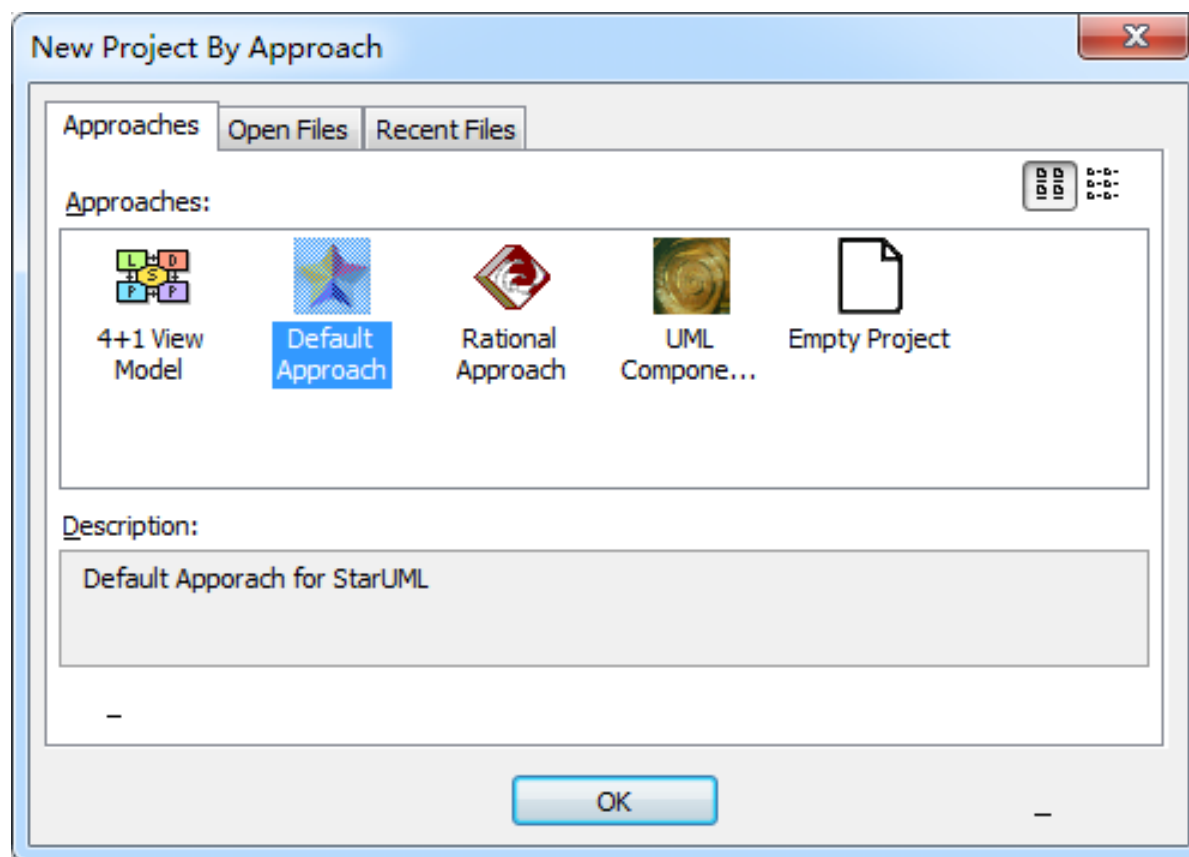 New Project By Approach
Approaches Open Files Recent Files
Approaches:
L D
S
P P
4+1 View Default Rational UML Empty Project
Model Approach Approach Compone...
Description:
Default Apporach for StarUML
OK